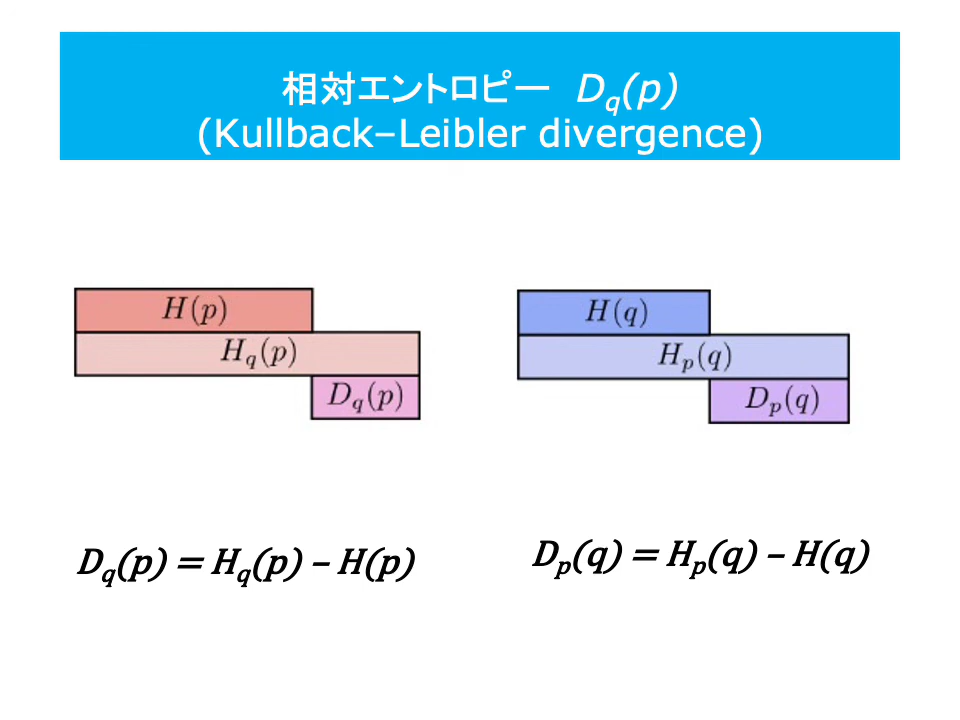 相対エントロピー Dq(p)
(Kullback–Leibler divergence)
H(p)
Hq(p)
Dq(p)
H(q)
Hp(q)
Dp(q)
Dq(p) = Hq(p) – H(p)
Dp(q) = Hp(q) – H(q)